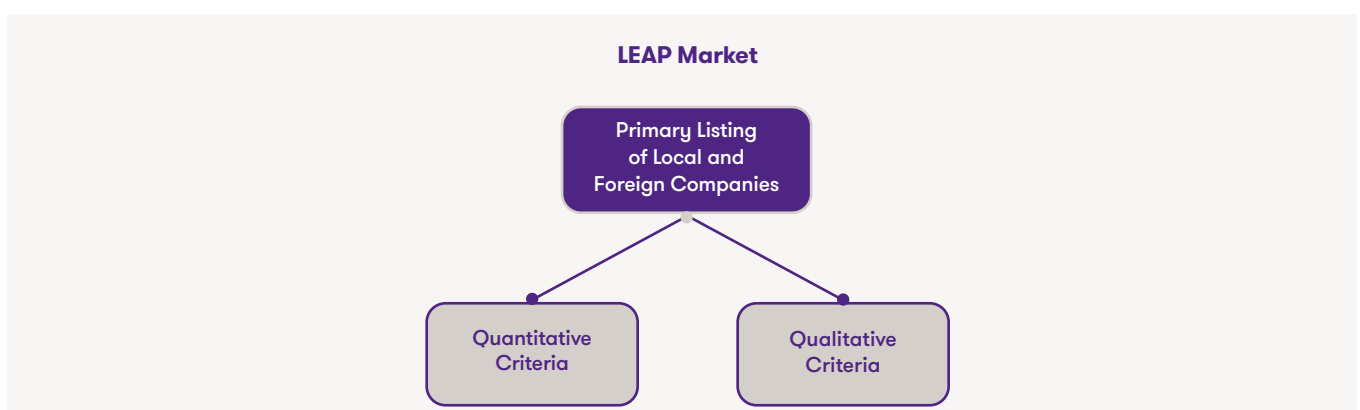 LEAP Market
Primary Listing
of Local and
Foreign Companies
Quantitative
Criteria
Qualitative
Criteria